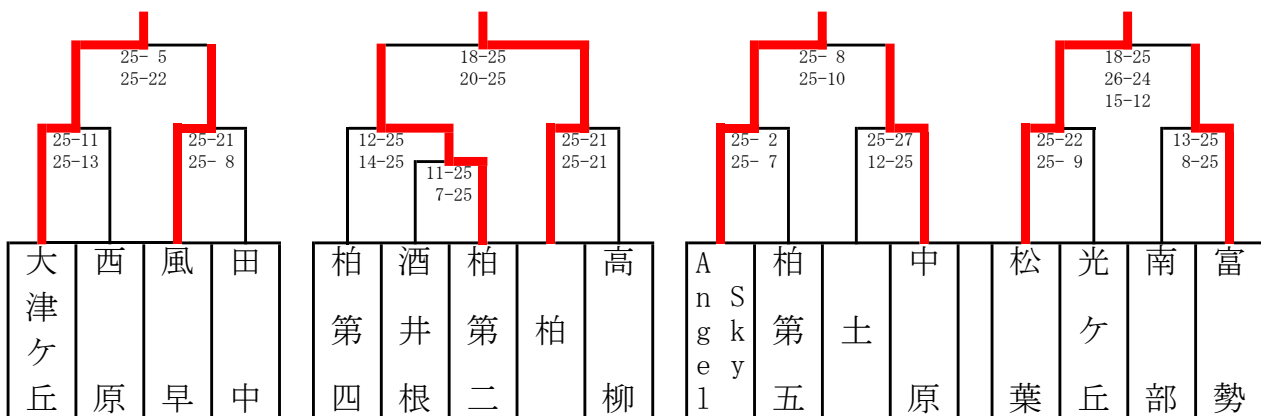 25- 5
25-22
18-25
20-25
25- 8
25-10
18-25
26-24
15-12
25-11
25-13
25-21
25- 8
12-25
14-25
11-25
7-25
25-21
25-21
25- 2
25- 7
25-27
12-25
25-22
25- 9
13-25
8-25
大津ケ丘
西原
風早
田中
柏第四
酒井根
柏第二
柏
高柳
Angel
Sky
柏第五
土
中原
松葉
光ケ丘
南部
富勢